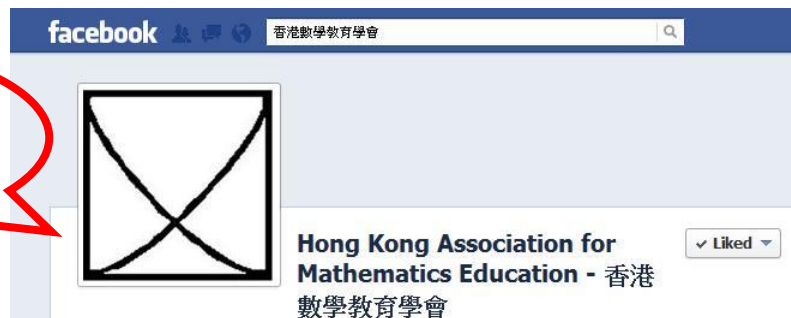 facebook
香港數學教育學會
Hong Kong Association for
Mathematics Education - 香港
數學教育學會
✓ Liked